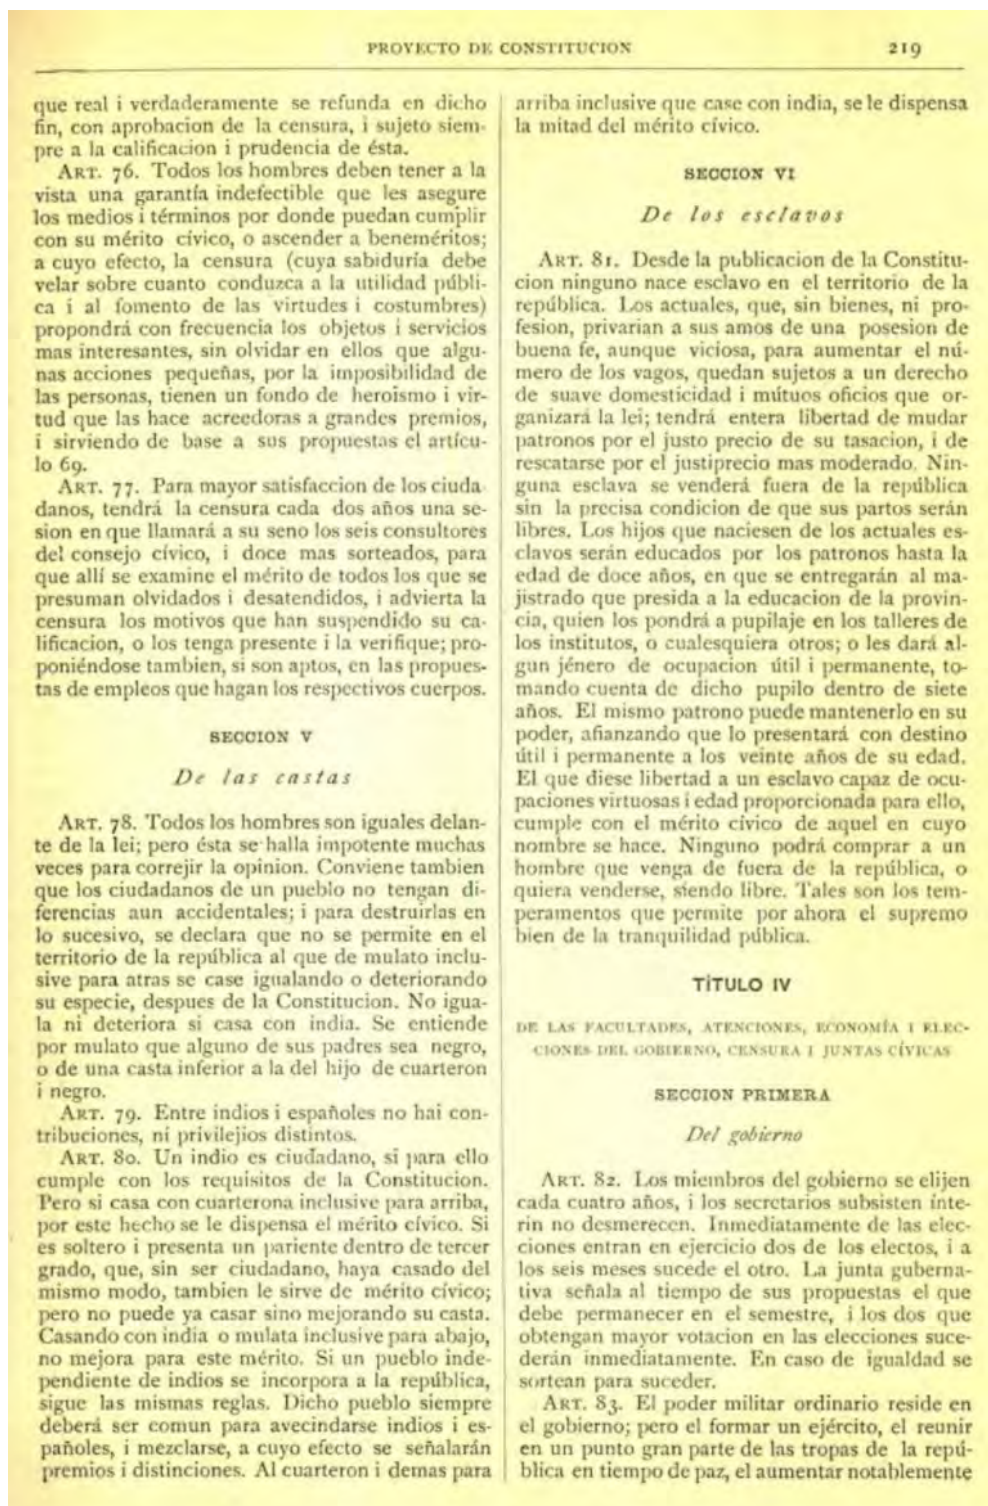 PROYECTO DE CONSTITUCION 219
que real i verdaderamente se refunda en dicho
fin, con aprobacion de la censura, i sujeto siem-
pre a la calificacion i prudencia de ésta.
ART. 76. Todos los hombres deben tener a la
vista una garantía indefectible que les asegure
los medios i términos por donde puedan cumplir
con su mérito cívico, o ascender a beneméritos;
a cuyo efecto, la censura (cuya sabiduría debe
velar sobre cuanto conduzca a la utilidad públi-
ca i al fomento de las virtudes i costumbres)
propondrá con frecuencia los objetos i servicios
mas interesantes, sin olvidar en ellos que algu-
nas acciones pequeñas, por la imposibilidad de
las personas, tienen un fondo de heroismo i vir-
tud que las hace acreedoras a grandes premios,
i sirviendo de base a sus propuestas el artícu-
lo 69.
ART. 77. Para mayor satisfaccion de los ciuda
danos, tendrá la censura cada dos años una se-
sion en que llamará a su seno los seis consultores
del consejo cívico, i doce mas sorteados, para
que allí se examine el mérito de todos los que se
presuman olvidados i desatendidos, i advierta la
censura los motivos que han suspendido su ca-
lificacion, o los tenga presente i la verifique; pro-
poniéndose tambien, si son aptos, en las propues-
tas de empleos que hagan los respectivos cuerpos.
SECCION V
De las castas
ART. 78. Todos los hombres son iguales delan-
te de la lei; pero ésta se halla impotente muchas
veces para correjir la opinion. Conviene tambien
que los ciudadanos de un pueblo no tengan di-
ferencias aun accidentales; i para destruirlas en
lo sucesivo, se declara que no se permite en el
territorio de la república al que de mulato inclu-
sive para atras se case igualando o deteriorando
su especie, despues de la Constitucion. No igua-
la ni deteriora si casa con india. Se entiende
por mulato que alguno de sus padres sea negro,
o de una casta inferior a la del hijo de cuarteron
i negro.
ART. 79. Entre indios i españoles no hai con-
tribuciones, ni privilejios distintos.
ART. 80. Un indio es ciudadano, si para ello
cumple con los requisitos de la Constitucion.
Pero si casa con cuarterona inclusive para arriba,
por este hecho se le dispensa el mérito cívico. Si
es soltero i presenta un pariente dentro de tercer
grado, que, sin ser ciudadano, haya casado del
mismo modo, tambien le sirve de mérito cívico;
pero no puede ya casar sino mejorando su casta.
Casando con india o mulata inclusive para abajo,
no mejora para este mérito. Si un pueblo inde-
pendiente de indios se incorpora a la república,
sigue las mismas reglas. Dicho pueblo siempre
deberá ser comun para avecindarse indios i es-
pañoles, i mezclarse, a cuyo efecto se señalarán
premios i distinciones. Al cuarteron i demas para
arriba inclusive que case con india, se le dispensa
la mitad del mérito cívico.
SECCION VI
De los esclavos
ART. 81. Desde la publicacion de la Constitu-
cion ninguno nace esclavo en el territorio de la
república. Los actuales, que, sin bienes, ni pro-
fesion, privarian a sus amos de una posesion de
buena fe, aunque viciosa, para aumentar el nú-
mero de los vagos, quedan sujetos a un derecho
de suave domesticidad i mútuos oficios que or-
ganizará la lei; tendrá entera libertad de mudar
patronos por el justo precio de su tasacion, i de
rescatarse por el justiprecio mas moderado. Nin-
guna esclava se venderá fuera de la república
sin la precisa condicion de que sus partos serán
libres. Los hijos que naciesen de los actuales es-
clavos serán educados por los patronos hasta la
edad de doce años, en que se entregarán al ma-
jistrado que presida a la educacion de la provin-
cia, quien los pondrá a pupilaje en los talleres de
los institutos, o cualesquiera otros; o les dará al-
gun jénero de ocupacion útil i permanente, to-
mando cuenta de dicho pupilo dentro de siete
años. El mismo patrono puede mantenerlo en su
poder, afianzando que lo presentará con destino
útil i permanente a los veinte años de su edad.
El que diese libertad a un esclavo capaz de ocu-
paciones virtuosas i edad proporcionada para ello,
cumple con el mérito cívico de aquel en cuyo
nombre se hace. Ninguno podrá comprar a un
hombre que venga de fuera de la república, o
quiera venderse, siendo libre. Tales son los tem-
peramentos que permite por ahora el supremo
bien de la tranquilidad pública.
TÍTULO IV
DE LAS FACULTADES, ATENCIONES, ECONOMÍA I ELEC-
CIONES DEL GOBIERNO, CENSURA I JUNTAS CÍVICAS
SECCION PRIMERA
Del gobierno
ART. 82. Los miembros del gobierno se elijen
cada cuatro años, i los secretarios subsisten ínte-
rin no desmerecen. Inmediatamente de las elec-
ciones entran en ejercicio dos de los electos, i a
los seis meses sucede el otro. La junta guberna-
tiva señala al tiempo de sus propuestas el que
debe permanecer en el semestre, i los dos que
obtengan mayor votacion en las elecciones suce-
derán inmediatamente. En caso de igualdad se
sortean para suceder.
ART. 83. El poder militar ordinario reside en
el gobierno; pero el formar un ejército, el reunir
en un punto gran parte de las tropas de la repú-
blica en tiempo de paz, el aumentar notablemente